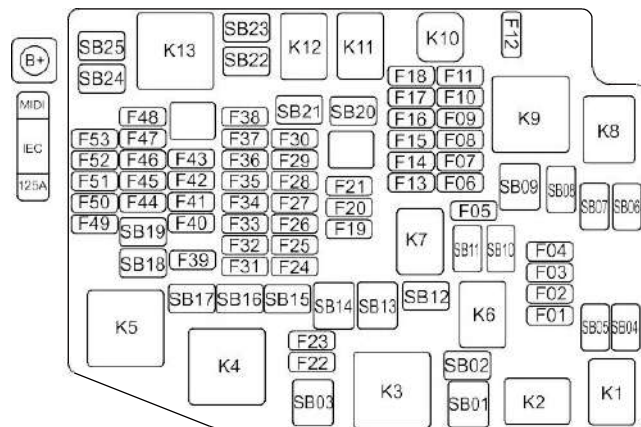 SB23 F12
SB25 K13 K12 K11 K10
B+ SB24 SB22
F18 F11
MIDI F17 F10
F48 F38 SB21 SB20 F16 F09 K9 K8
F53 F47 F37 F30 F15 F08
IEC F52 F46 F43 F36 F29 F14 F07
F51 F45 F42 F35 F28 F21 F13 F06 SB09 SB08
125A F50 F44 F41 F34 F27 F20 F05 SB07 SB06
F49 SB19 F40 F33 F26 F19
F32 F25 K7 SB11 SB10 F04
SB18 F39 F31 F24 F03
SB17 SB16 SB15 SB14 SB13 SB12 F02
K5 K6 F01
F23 SB05 SB04
K4 F22 SB02
K3 K2 K1
SB03 SB01